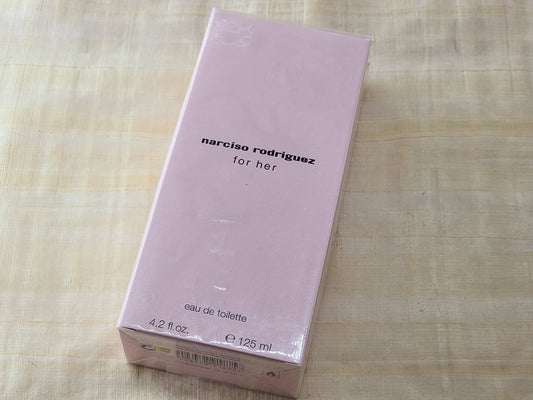 narciso rodriguez
for her
eau de toilette
4.2 fl.oz. e 125 ml